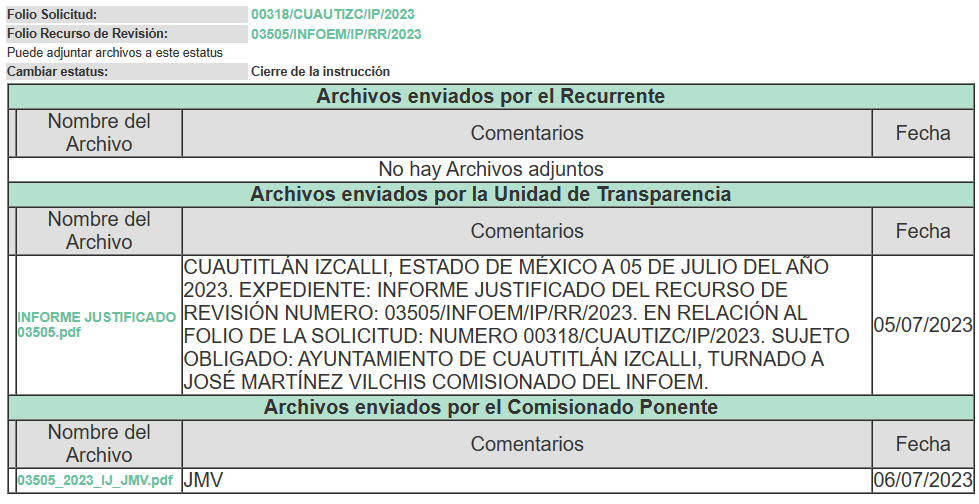 Folio Solicitud: 00318/CUAUTIZC/IP/2023
Folio Recurso de Revisión: 03505/INFOEM/IP/RR/2023
Puede adjuntar archivos a este estatus
Cambiar estatus: Cierre de la instrucción
Archivos enviados por el Recurrente
Nombre del Archivo Comentarios Fecha
No hay Archivos adjuntos
Archivos enviados por la Unidad de Transparencia
Nombre del Archivo Comentarios Fecha
INFORME JUSTIFICADO
03505.pdf
CUAUTITLÁN IZCALLI, ESTADO DE MÉXICO A 05 DE JULIO DEL AÑO
2023. EXPEDIENTE: INFORME JUSTIFICADO DEL RECURSO DE
REVISIÓN NUMERO: 03505/INFOEM/IP/RR/2023. EN RELACIÓN AL
FOLIO DE LA SOLICITUD: NUMERO 00318/CUAUTIZC/IP/2023. SUJETO
OBLIGADO: AYUNTAMIENTO DE CUAUTITLÁN IZCALLI, TURNADO A
JOSÉ MARTÍNEZ VILCHIS COMISIONADO DEL INFOEM.
05/07/2023
Archivos enviados por el Comisionado Ponente
Nombre del Archivo Comentarios Fecha
03505_2023_IJ_JMV.pdf JMV 06/07/2023